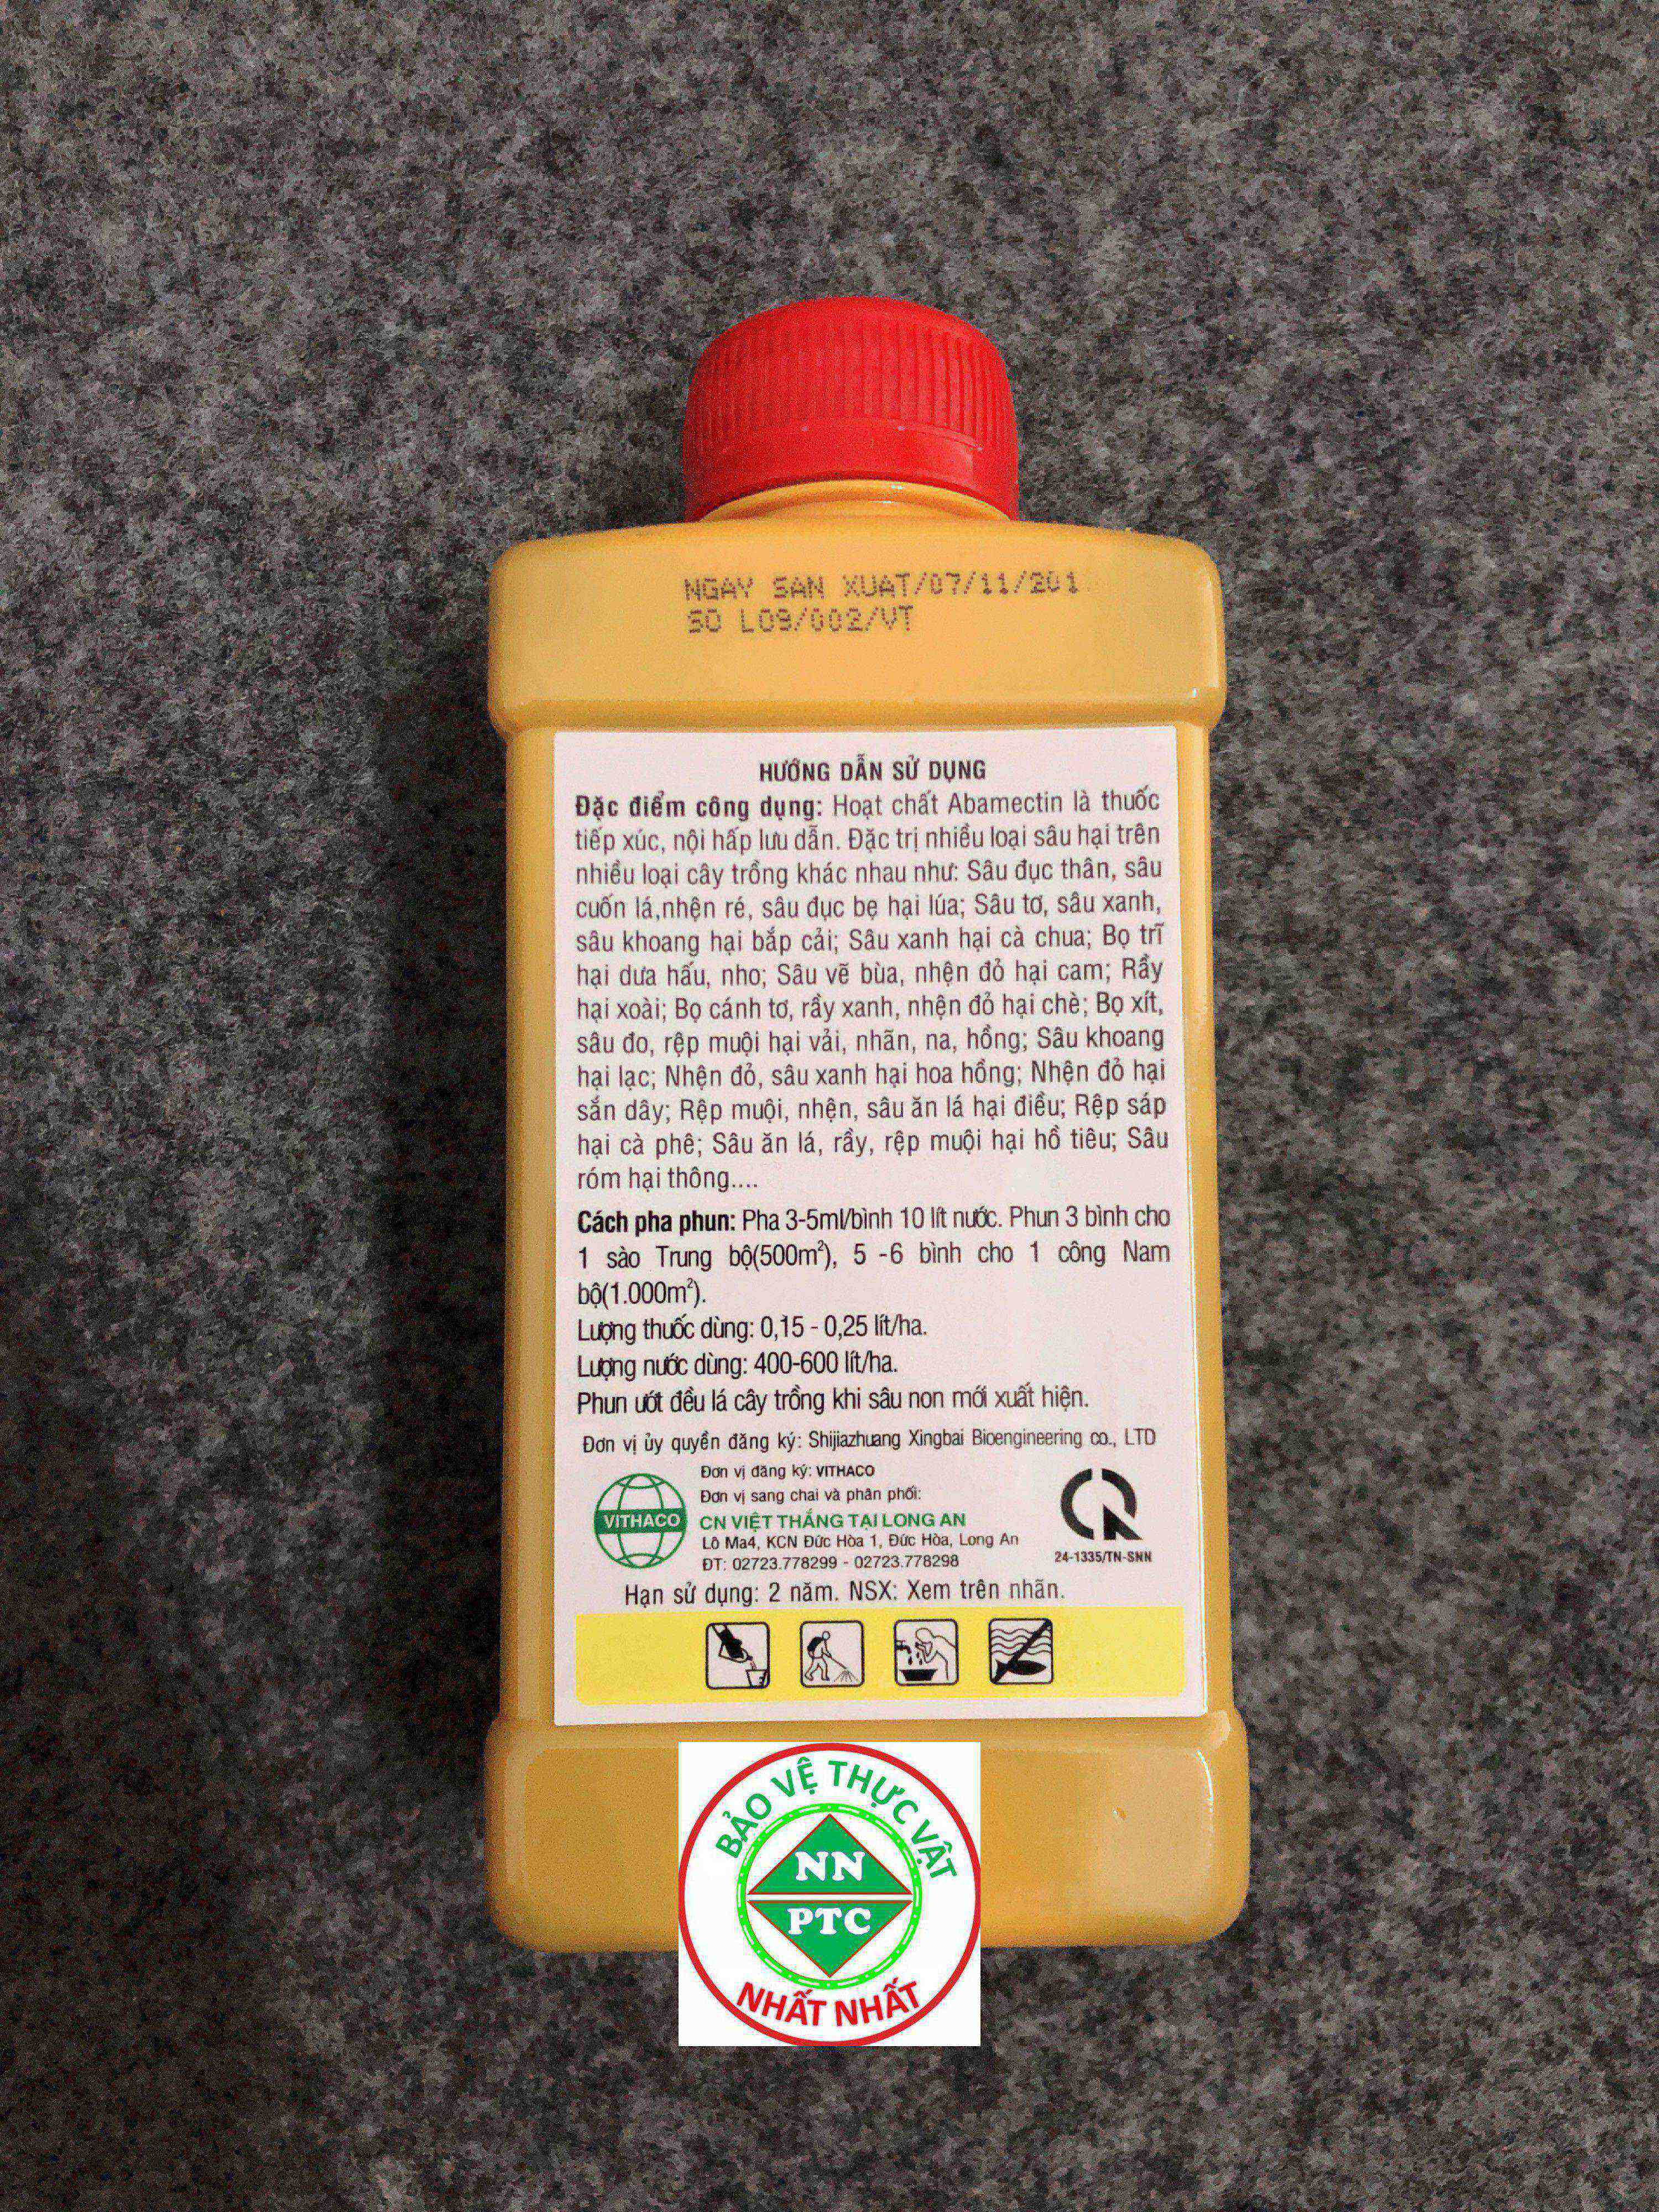 NGAY SAN XUAT/07/11/201
SO L09/002/VT
HƯỚNG DẪN SỬ DỤNG
Đặc điểm công dụng: Hoạt chất Abamectin là thuốc
tiếp xúc, nội hấp lưu dẫn. Đặc trị nhiều loại sâu hại trên
nhiều loại cây trồng khác nhau như: Sâu đục thân, sâu
cuốn lá,nhện ré, sâu đục bẹ hại lúa; Sâu tơ, sâu xanh,
sâu khoang hại bắp cải; Sâu xanh hại cà chua; Bọ trĩ
hại dưa hấu, nho; Sâu vẽ bùa, nhện đỏ hại cam; Rầy
hại xoài; Bọ cánh tơ, rầy xanh, nhện đỏ hại chè; Bọ xít,
sâu đo, rệp muội hại vải, nhãn, na, hồng; Sâu khoang
hại lạc; Nhện đỏ, sâu xanh hại hoa hồng; Nhện đỏ hại
sắn dây; Rệp muội, nhện, sâu ăn lá hại điều; Rệp sáp
hại cà phê; Sâu ăn lá, rầy, rệp muội hại hồ tiêu; Sâu
róm hại thông....
Cách pha phun: Pha 3-5ml/bình 10 lít nước. Phun 3 bình cho
1 sào Trung bộ(500m²), 5 -6 bình cho 1 công Nam
bộ(1.000m²).
Lượng thuốc dùng: 0,15 - 0,25 lít/ha.
Lượng nước dùng: 400-600 lít/ha.
Phun ướt đều lá cây trồng khi sâu non mới xuất hiện.
Đơn vị ủy quyền đăng ký: Shijiazhuang Xingbai Bioengineering co., LTD
Đơn vị đăng ký: VITHACO
Đơn vị sang chai và phân phối:
VITHACO
CN VIỆT THẮNG TẠI LONG AN
Lô Ma4, KCN Đức Hòa 1, Đức Hòa, Long An
ĐT: 02723.778299 - 02723.778298
24-1335/TN-SNN
Hạn sử dụng: 2 năm. NSX: Xem trên nhãn.
BẢO VỆ THỰC VẬT
NN
PTC
NHẤT NHẤT